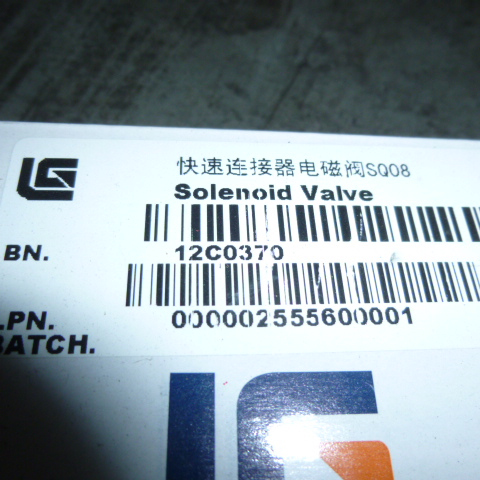 快速连接器电磁阀SQ08
Solenoid Valve
BN. 12C0370
.PN. 000002555600001
BATCH.